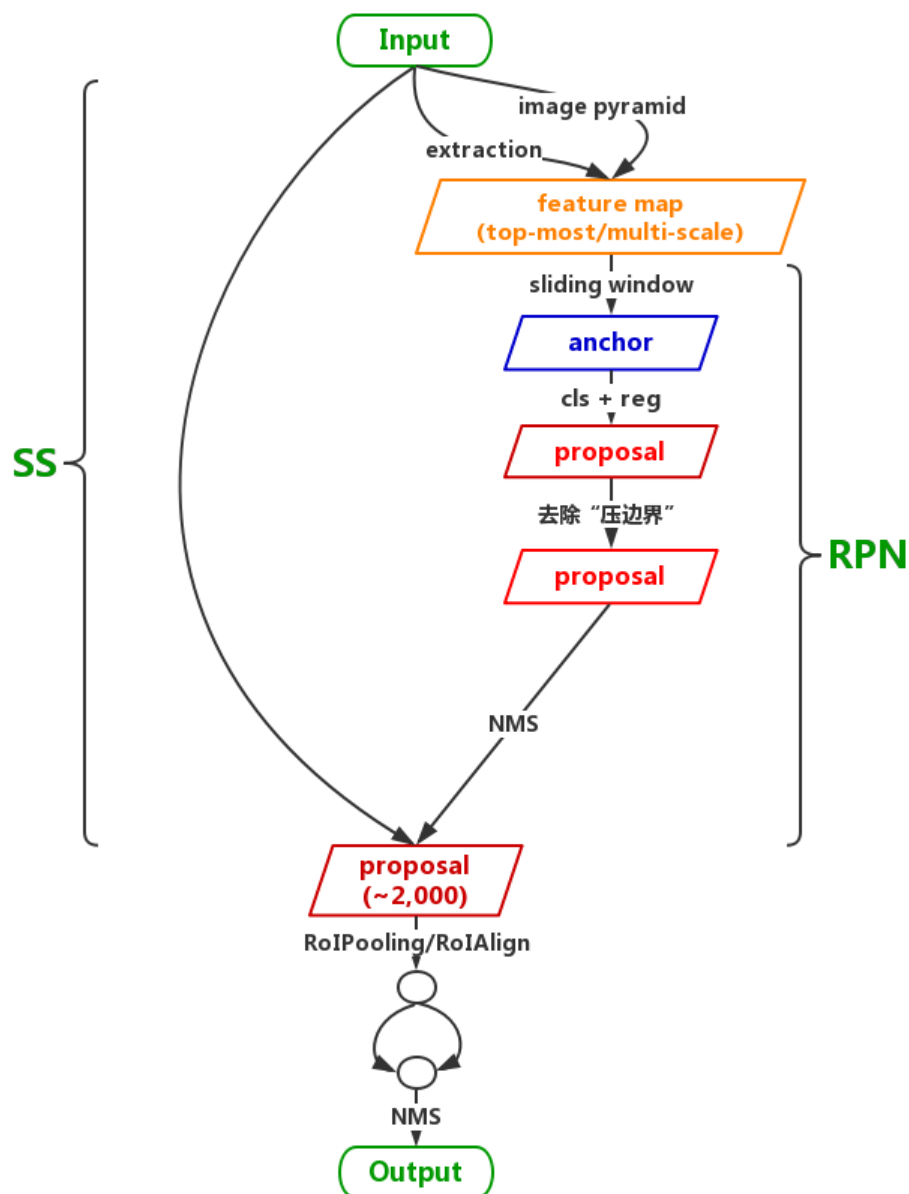 Input
image pyramid
extraction
feature map
(top-most/multi-scale)
sliding window
anchor
cls + reg
SS
proposal
去除“压边界”
RPN
proposal
NMS
proposal
(~2,000)
RoIPooling/RoIAlign
NMS
Output